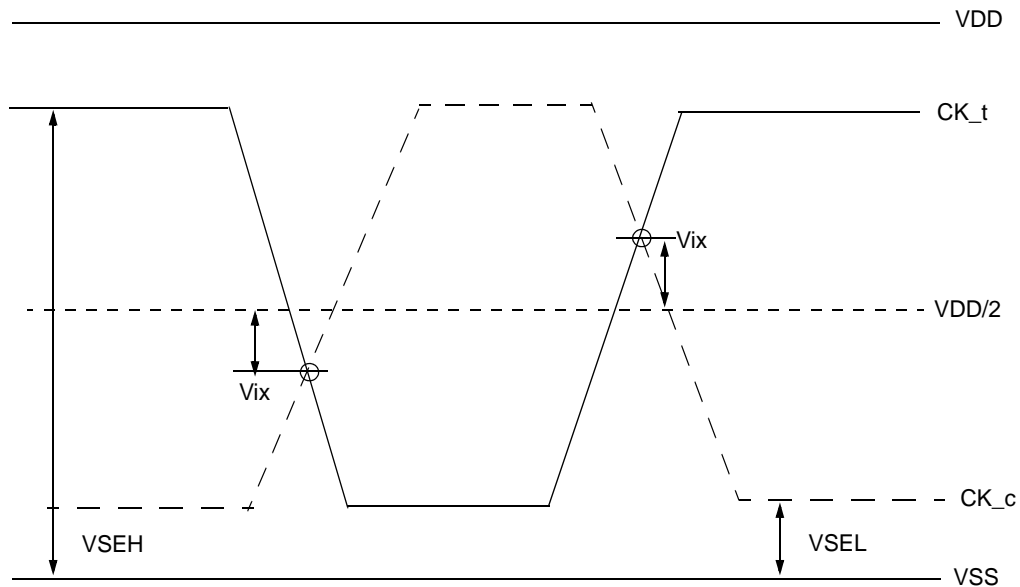 VDD
CK_t
Vix
VDD/2
Vix
CK_c
VSEH
VSEL
VSS